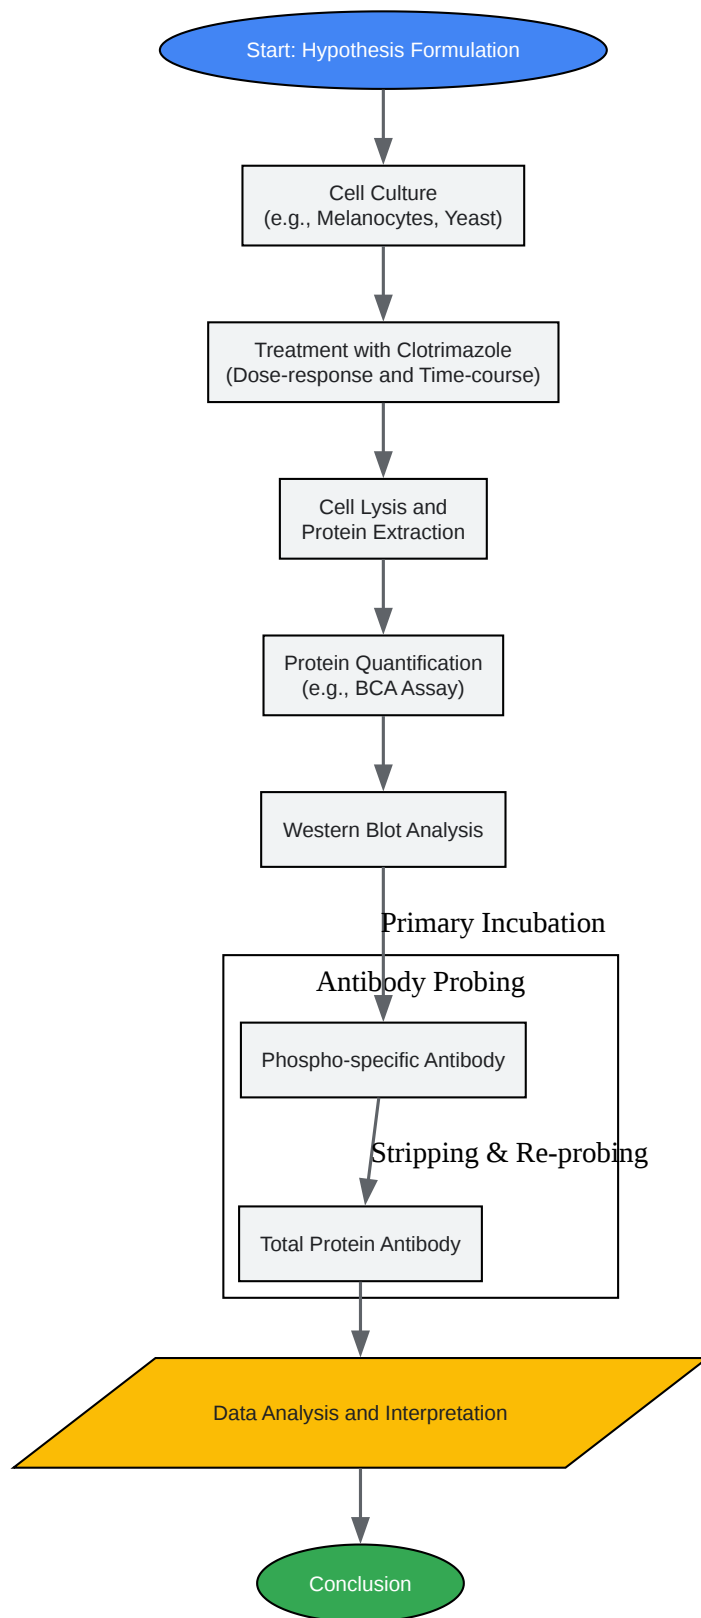 Start: Hypothesis Formulation
Cell Culture
(e.g., Melanocytes, Yeast)
Treatment with Clotrimazole
(Dose-response and Time-course)
Cell Lysis and
Protein Extraction
Protein Quantification
(e.g., BCA Assay)
Western Blot Analysis
Primary Incubation
Antibody Probing
Phospho-specific Antibody
Stripping & Re-probing
Total Protein Antibody
Data Analysis and Interpretation
Conclusion